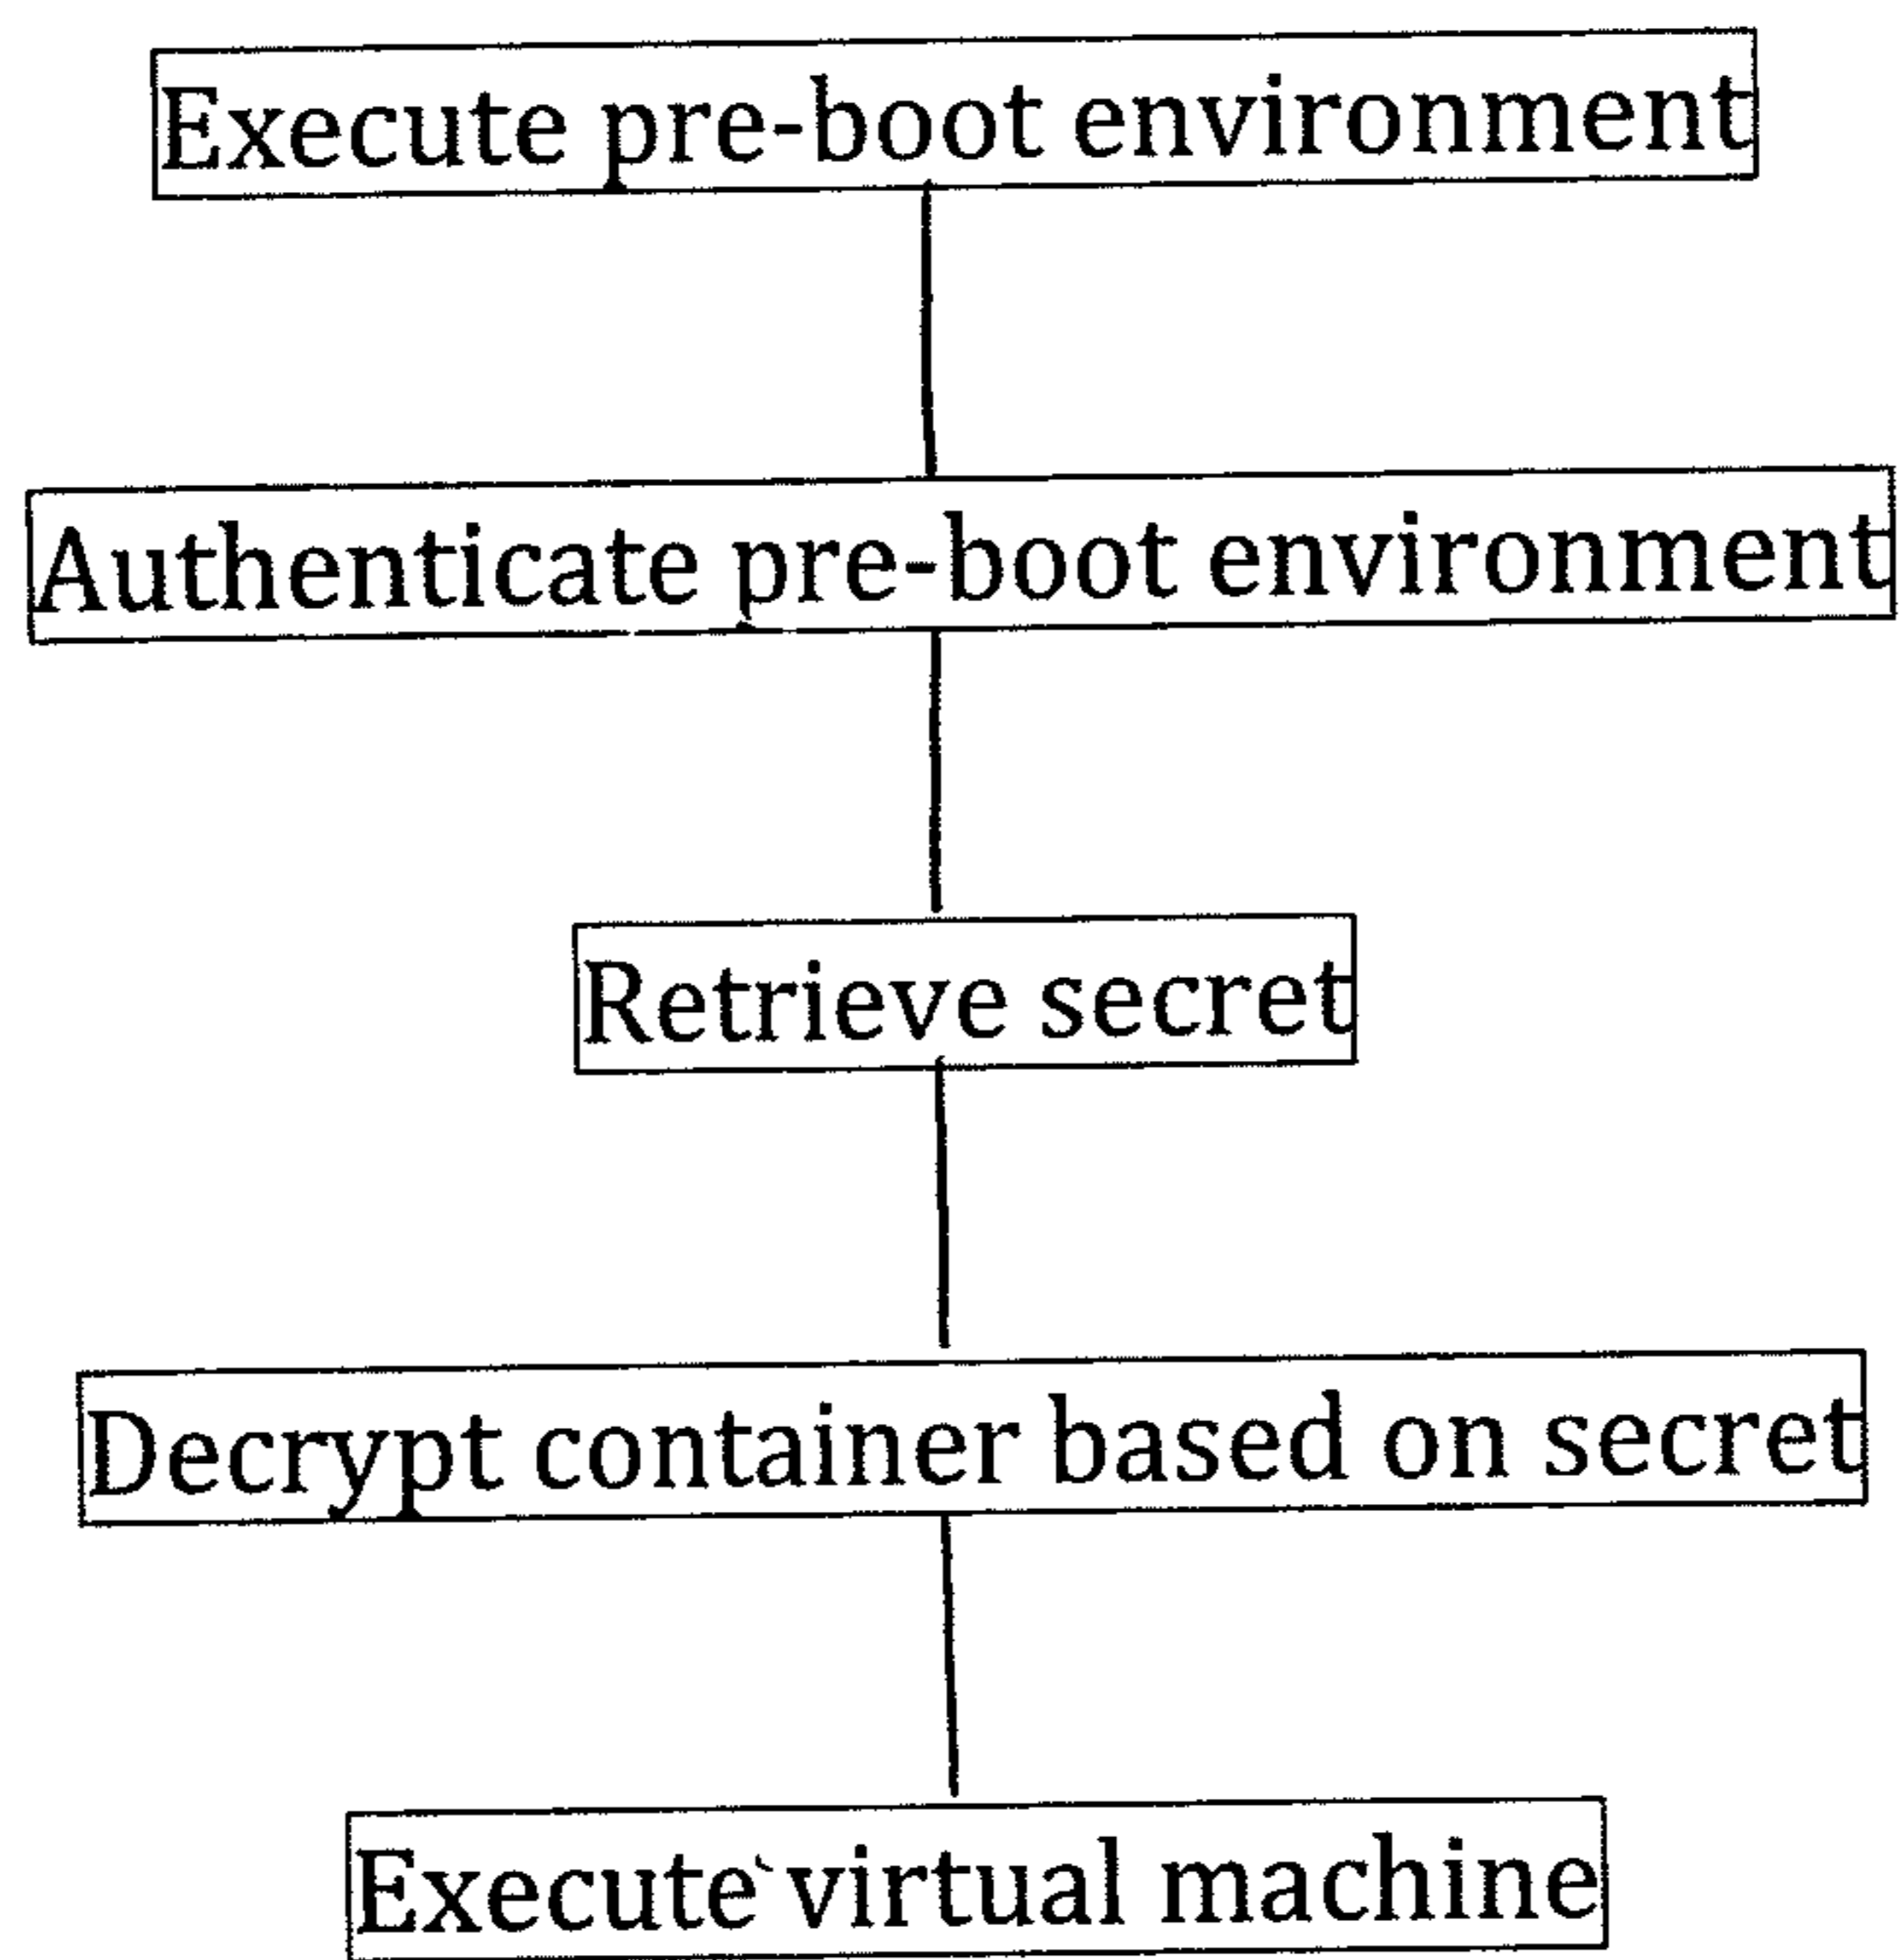 Execute pre-boot environment
Authenticate pre-boot environment
Retrieve secret
Decrypt container based on secret
Execute virtual machine